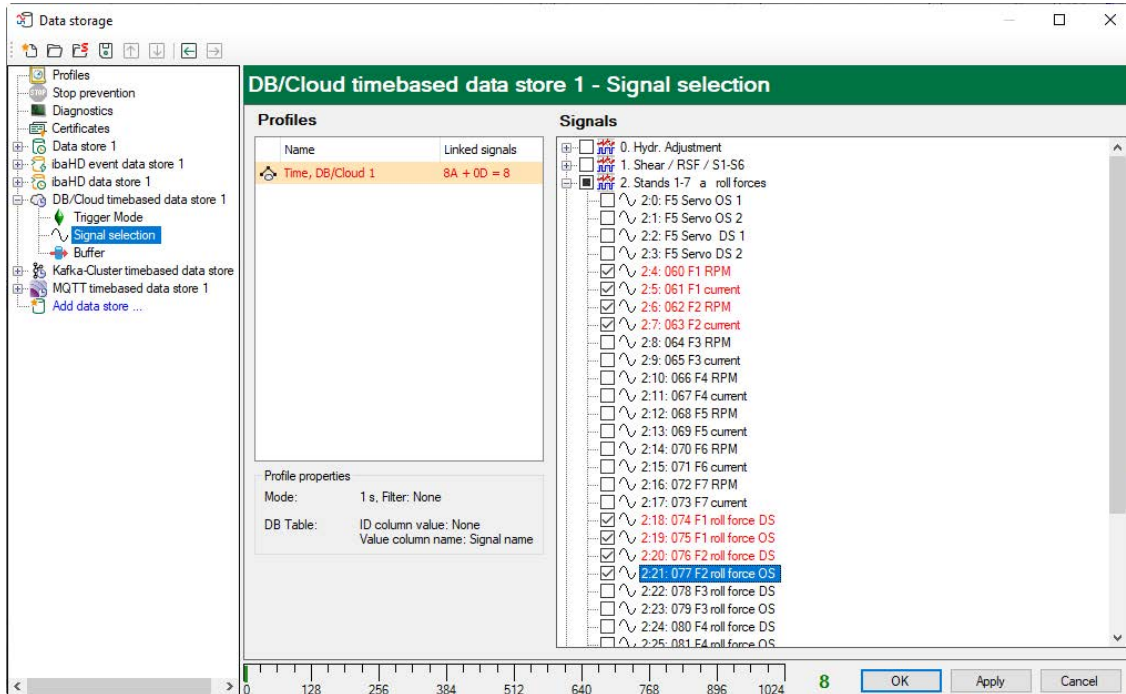 Data storage
Profiles
Stop prevention
Diagnostics
Certificates
Data store 1
ibaHD event data store 1
ibaHD data store 1
DB/Cloud timebased data store 1
Trigger Mode
Signal selection
Buffer
Kafka-Cluster timebased data store
MQTT timebased data store 1
Add data store ...
DB/Cloud timebased data store 1 - Signal selection
Profiles
Name Linked signals
Time, DB/Cloud 1 8A + 0D = 8
Profile properties
Mode: 1 s, Filter: None
DB Table: ID column value: None
Value column name: Signal name
Signals
0. Hydr. Adjustment
1. Shear / RSF / S1-S6
2. Stands 1-7 a roll forces
2:0: F5 Servo OS 1
2:1: F5 Servo OS 2
2:2: F5 Servo DS 1
2:3: F5 Servo DS 2
2:4: 060 F1 RPM
2:5: 061 F1 current
2:6: 062 F2 RPM
2:7: 063 F2 current
2:8: 064 F3 RPM
2:9: 065 F3 current
2:10: 066 F4 RPM
2:11: 067 F4 current
2:12: 068 F5 RPM
2:13: 069 F5 current
2:14: 070 F6 RPM
2:15: 071 F6 current
2:16: 072 F7 RPM
2:17: 073 F7 current
2:18: 074 F1 roll force DS
2:19: 075 F1 roll force OS
2:20: 076 F2 roll force DS
2:21: 077 F2 roll force OS
2:22: 078 F3 roll force DS
2:23: 079 F3 roll force OS
2:24: 080 F4 roll force DS
2:25: 081 F4 roll force OS
0 128 256 384 512 640 768 896 1024
8
OK Apply Cancel